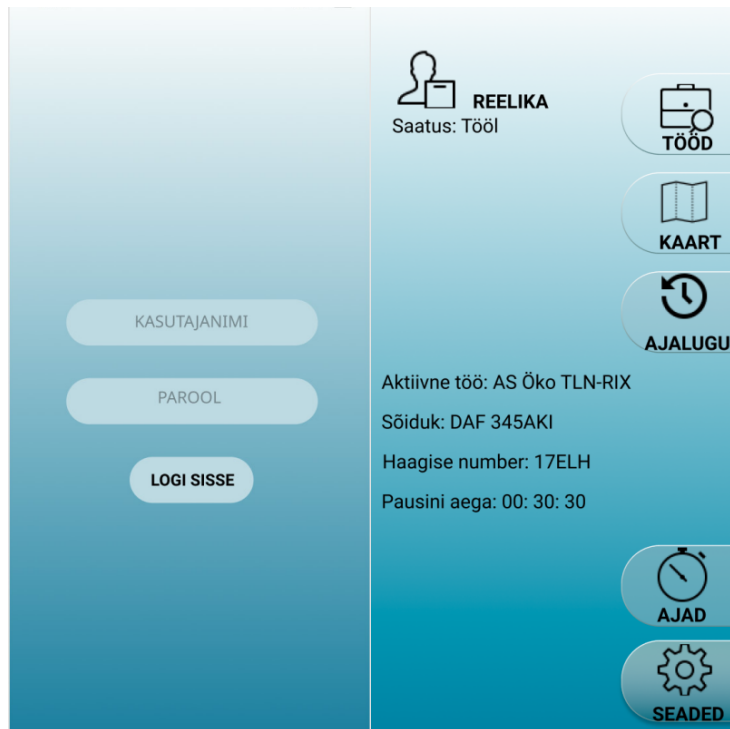 KASUTAJANIMI
PAROOL
LOGI SISSE
REELIKA
Saatus: Tööl
TÖÖD
KAART
AJALUGU
Aktiivne töö: AS Öko TLN-RIX
Sõiduk: DAF 345AKI
Haagise number: 17ELH
Pausini aega: 00: 30: 30
AJAD
SEADED